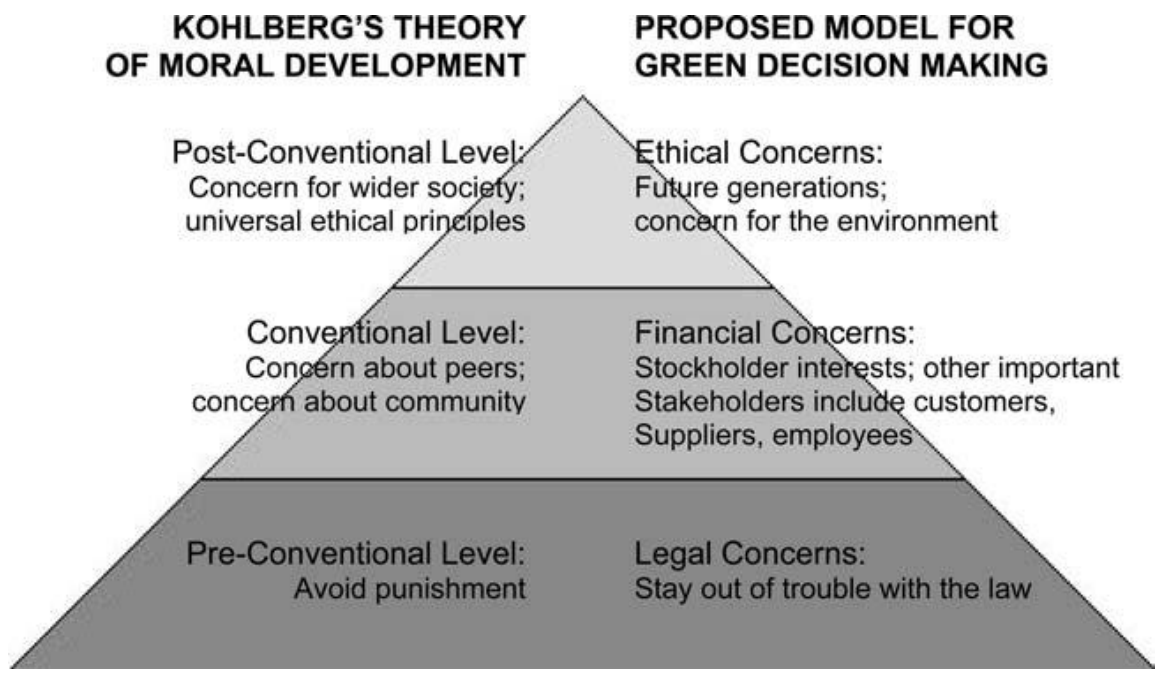 KOHLBERG'S THEORY
OF MORAL DEVELOPMENT
PROPOSED MODEL FOR
GREEN DECISION MAKING
Post-Conventional Level:
Concern for wider society;
universal ethical principles
Ethical Concerns:
Future generations;
concern for the environment
Conventional Level:
Concern about peers;
concern about community
Financial Concerns:
Stockholder interests; other important
Stakeholders include customers,
Suppliers, employees
Pre-Conventional Level:
Avoid punishment
Legal Concerns:
Stay out of trouble with the law